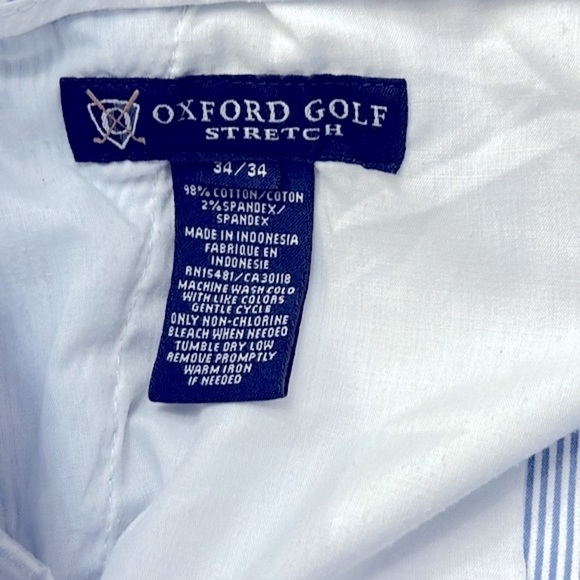 OXFORD GOLF
STRETCH
34/34
98% COTTON/COTON
2% SPANDEX/
SPANDEX
MADE IN INDONESIA
FABRIQUE EN
INDONESIE
RN15481/CA30118
MACHINE WASH COLD
WITH LIKE COLORS
GENTLE CYCLE
ONLY NON-CHLORINE
BLEACH WHEN NEEDED
TUMBLE DRY LOW
REMOVE PROMPTLY
WARM IRON
IF NEEDED